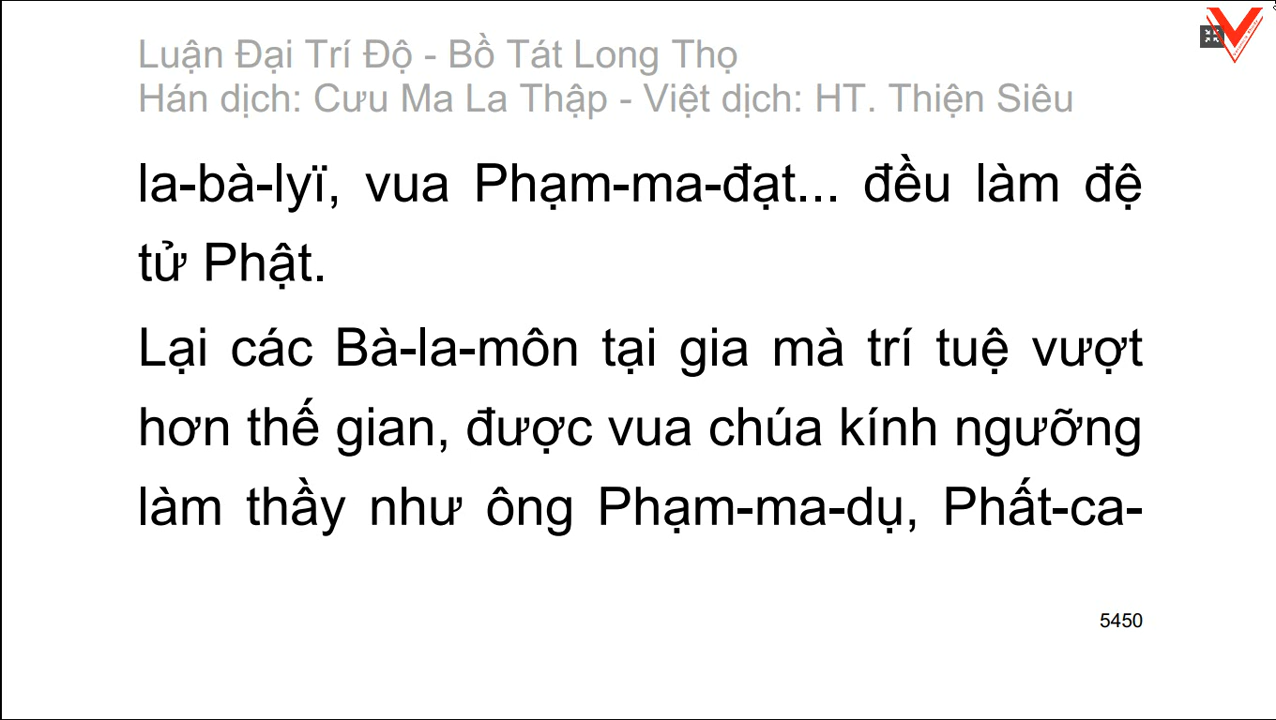 Luận Đại Trí Độ - Bồ Tát Long Thọ
Hán dịch: Cưu Ma La Thập - Việt dịch: HT. Thiện Siêu
la-bà-lyï, vua Phạm-ma-đạt... đều làm đệ
tử Phật.
Lại các Bà-la-môn tại gia mà trí tuệ vượt
hơn thế gian, được vua chúa kính ngưỡng
làm thầy như ông Phạm-ma-dụ, Phất-ca-
5450